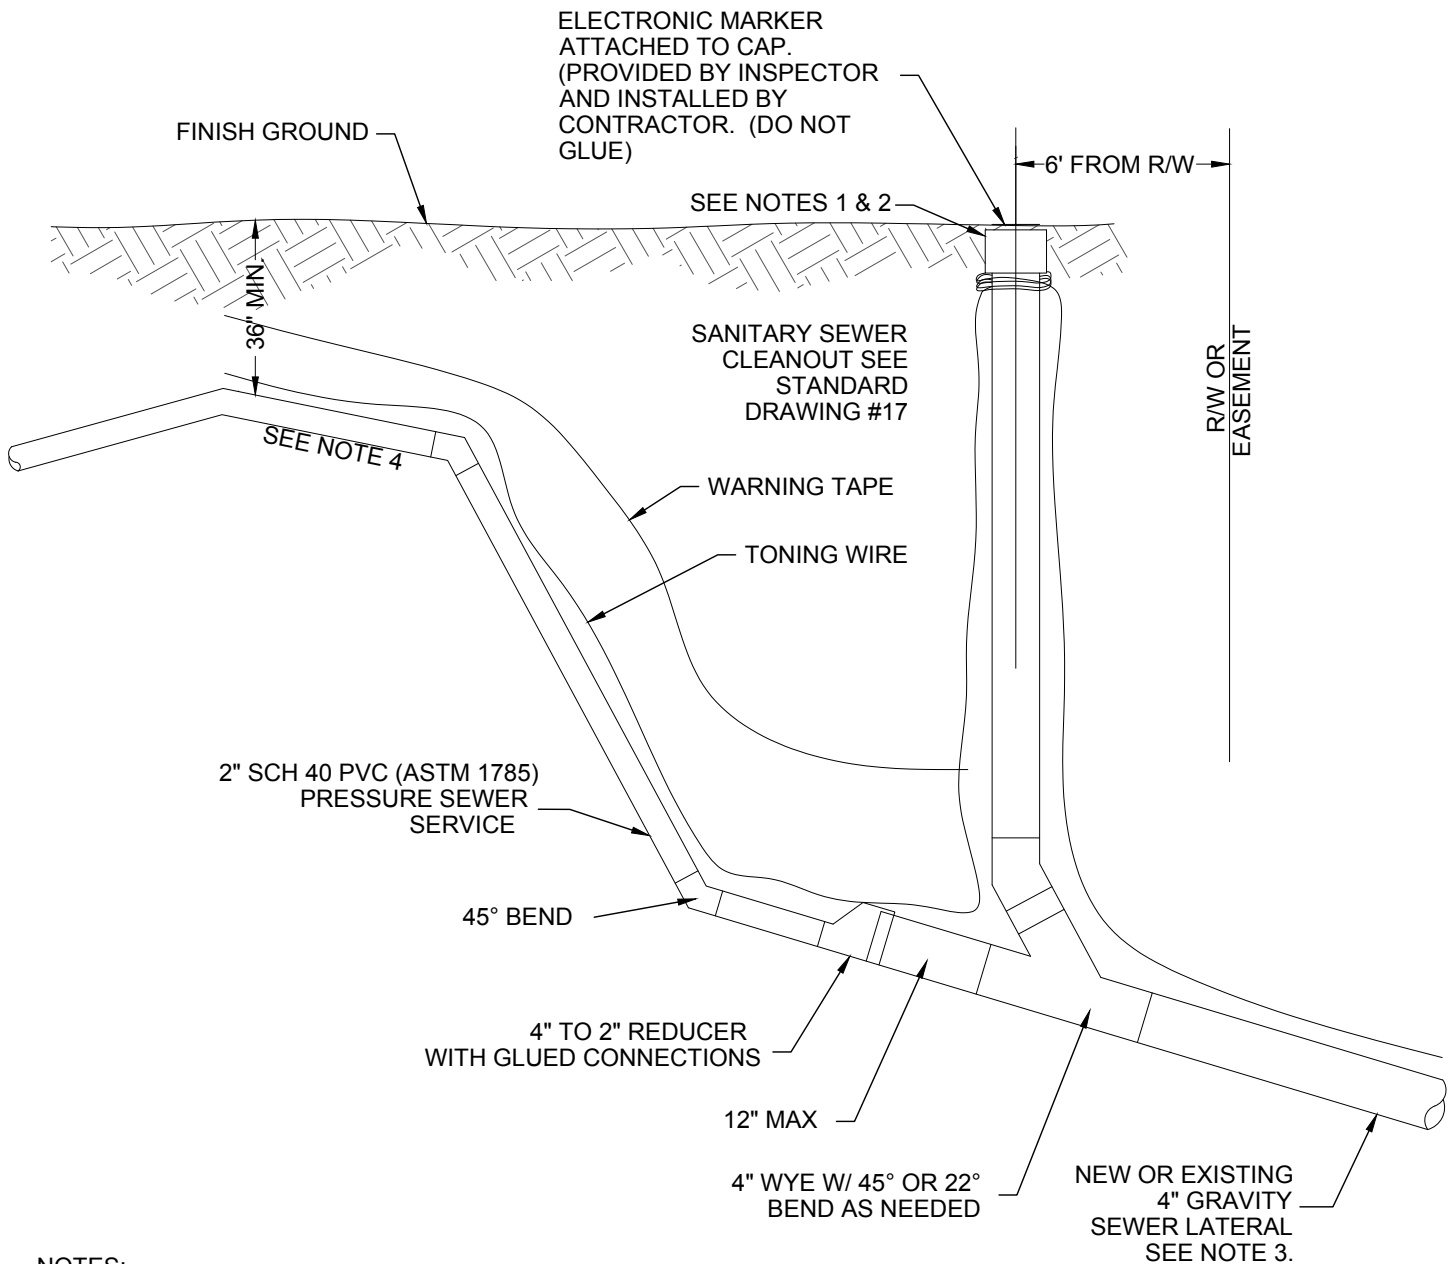 ELECTRONIC MARKER
ATTACHED TO CAP.
(PROVIDED BY INSPECTOR
AND INSTALLED BY
CONTRACTOR. (DO NOT
GLUE)
FINISH GROUND
6' FROM R/W
SEE NOTES 1 & 2
36" MIN.
SANITARY SEWER
CLEANOUT SEE
STANDARD
DRAWING #17
R/W OR
EASEMENT
SEE NOTE 4
WARNING TAPE
TONING WIRE
2" SCH 40 PVC (ASTM 1785)
PRESSURE SEWER
SERVICE
45° BEND
4" TO 2" REDUCER
WITH GLUED CONNECTIONS
12" MAX
4" WYE W/ 45° OR 22°
BEND AS NEEDED
NEW OR EXISTING
4" GRAVITY
SEWER LATERAL
SEE NOTE 3.
NOTES: